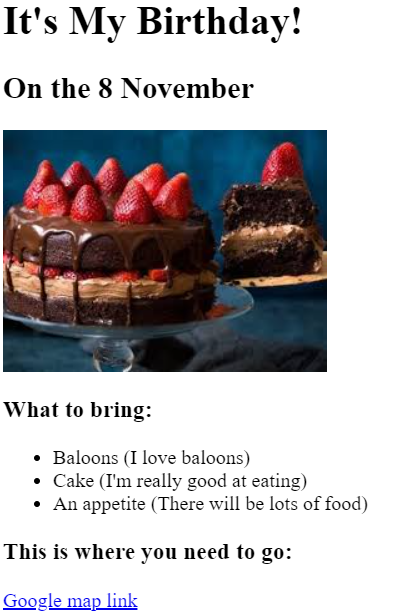 It's My Birthday!
On the 8 November
What to bring:
Baloons (I love baloons)
Cake (I'm really good at eating)
An appetite (There will be lots of food)
This is where you need to go:
Google map link